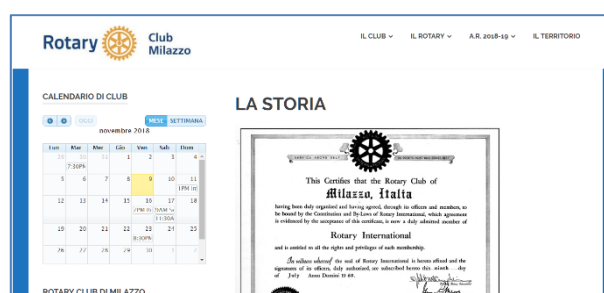 Rotary
Club
Milazzo
IL CLUB
IL ROTARY
A.R. 2018-19
IL TERRITORIO
CALENDARIO DI CLUB
OGGI
MESE
SETTIMANA
novembre 2018
Lun Mar Mer Gio Ven Sab Dom
29 30 31 1 2 3 4
7:30P
5 6 7 8 9 10 11
12 13 14 15 16 17 18
11:30A
19 20 21 22 23 24 25
8:30P
26 27 28 29 30 1 2
ROTARY CLUB DI MILAZZO
LA STORIA
SERVICE ABOVE SELF
This Certifies that the Rotary Club of
Milazzo, Italia
having been duly organized and having agreed, through its officers and members, to
be bound by the Constitution and By-Laws of Rotary International, which agreement
is evidenced by the acceptance of this certificate, is now a duly admitted member of
Rotary International
and is entitled to all the rights and privileges of such membership.
In witness whereof the seal of Rotary International is hereto affixed and the
signatures of its officers, duly authorized, are subscribed hereto this ninth day
of July Anno Domini